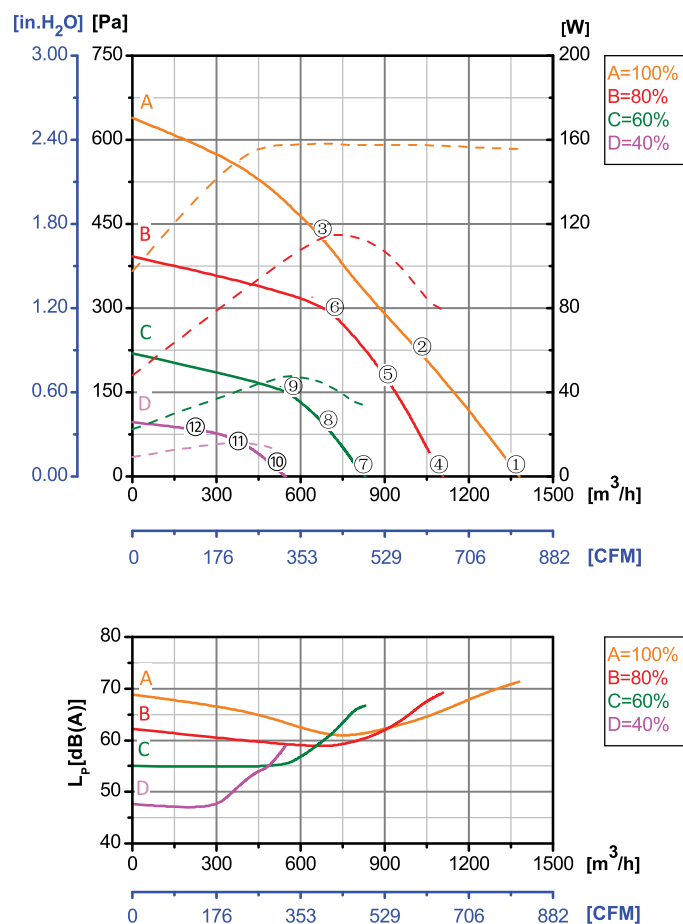 [in.H₂O] [Pa] [W]
3.00 750 200
A A=100%
B=80%
2.40 600 160 C=60%
D=40%
1.80 450 120
③
B
1.20 300 ⑥ 80
②
C
⑤
0.60 150 ⑨ 40
D
⑧
⑫ ⑪
⑩ ⑦ ④ ①
0.00 0 0
0 300 600 900 1200 1500 [m³/h]
0 176 353 529 706 882 [CFM]
80
A=100%
70 A B=80%
C=60%
B D=40%
60
C
50
D
40
Lₚ[dB(A)]
0 300 600 900 1200 1500 [m³/h]
0 176 353 529 706 882 [CFM]